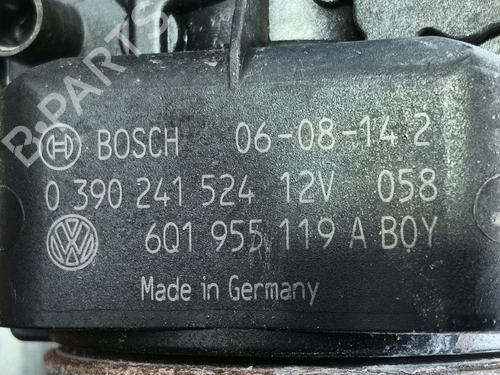 B-PARTS
BOSCH 06-08-14 2
0 390 241 524 12V 058
6Q1 955 119 A BOY
Made in Germany